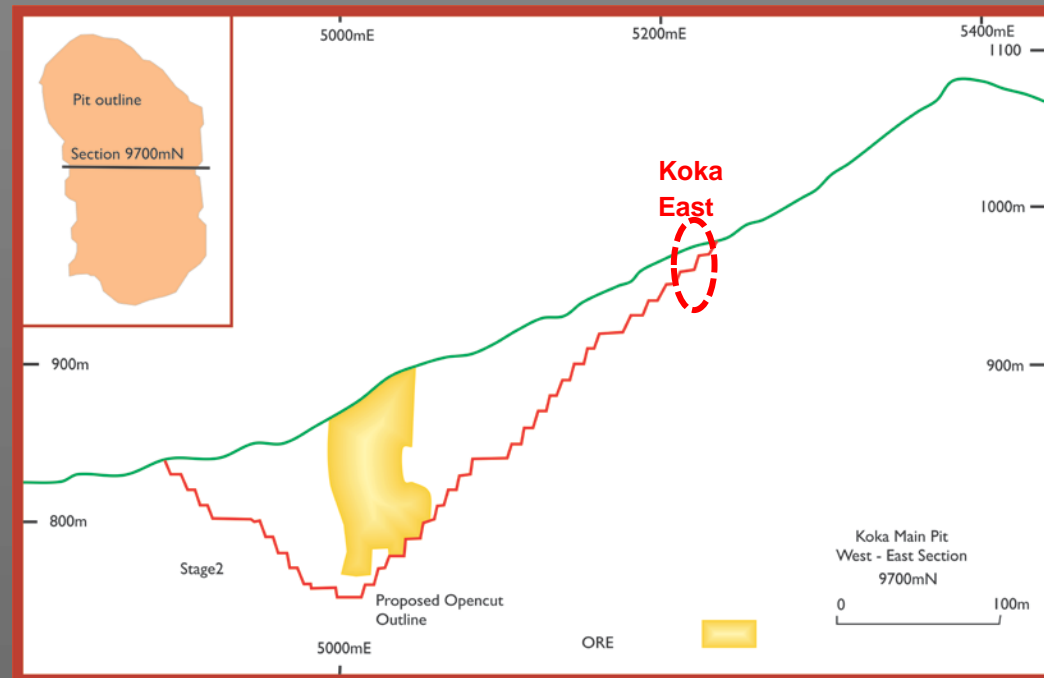 5000mE
5200mE
5400mE
1100
Pit outline
Section 9700mN
Koka
East
1000m
900m
900m
800m
Stage2
Proposed Opencut
Outline
Koka Main Pit
West - East Section
9700mN
0
100m
ORE
5000mE